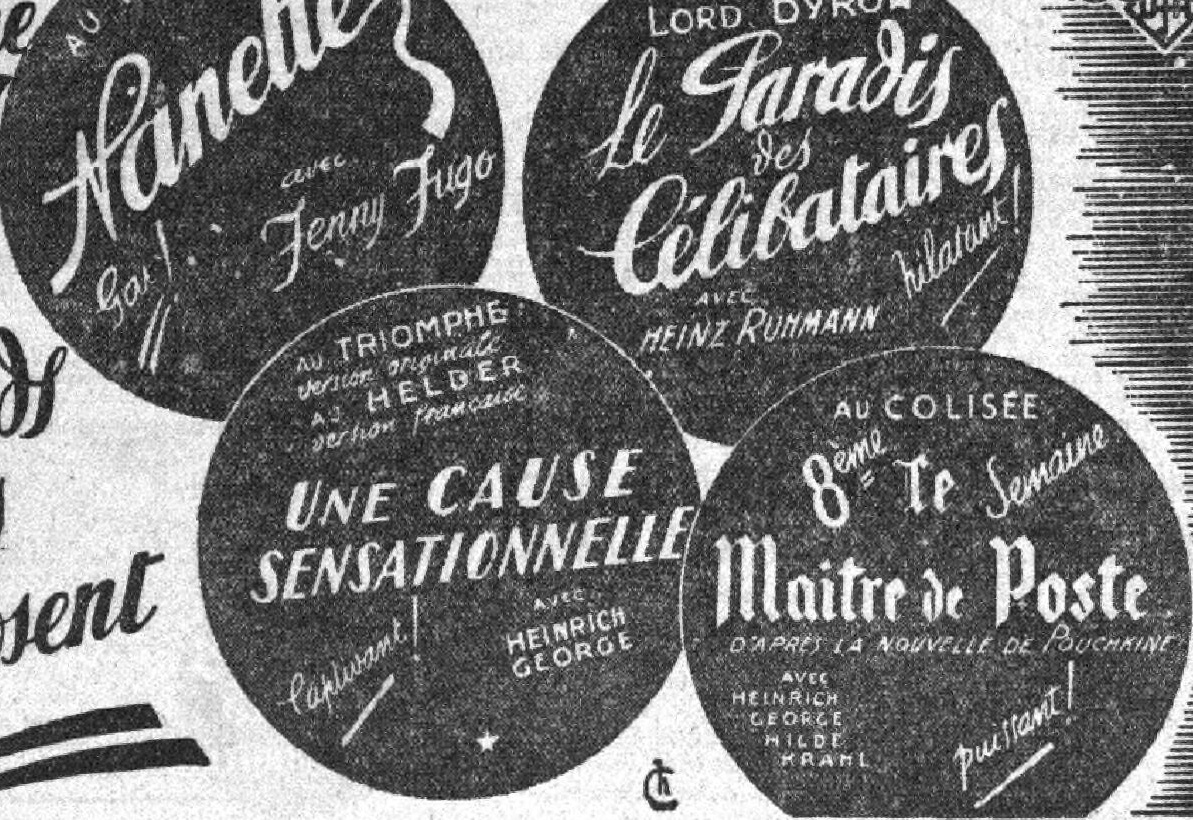 AU
Nanette
avec
Jenny Jugo
Gai!
LORD BYRON
Le Paradis
des
Célibataires
hilarant!
AVEC
HEINZ RUHMANN
AU TRIOMPHE
version originale
AU HELDER
version française
UNE CAUSE
SENSATIONNELLE
AVEC
HEINRICH
GEORGE
Captivant!
AU COLISÉE
8ème Semaine
Le
Maitre de Poste
D'APRÈS LA NOUVELLE DE POUCHKINE
AVEC
HEINRICH
GEORGE
HILDE
KRAHL
puissant!